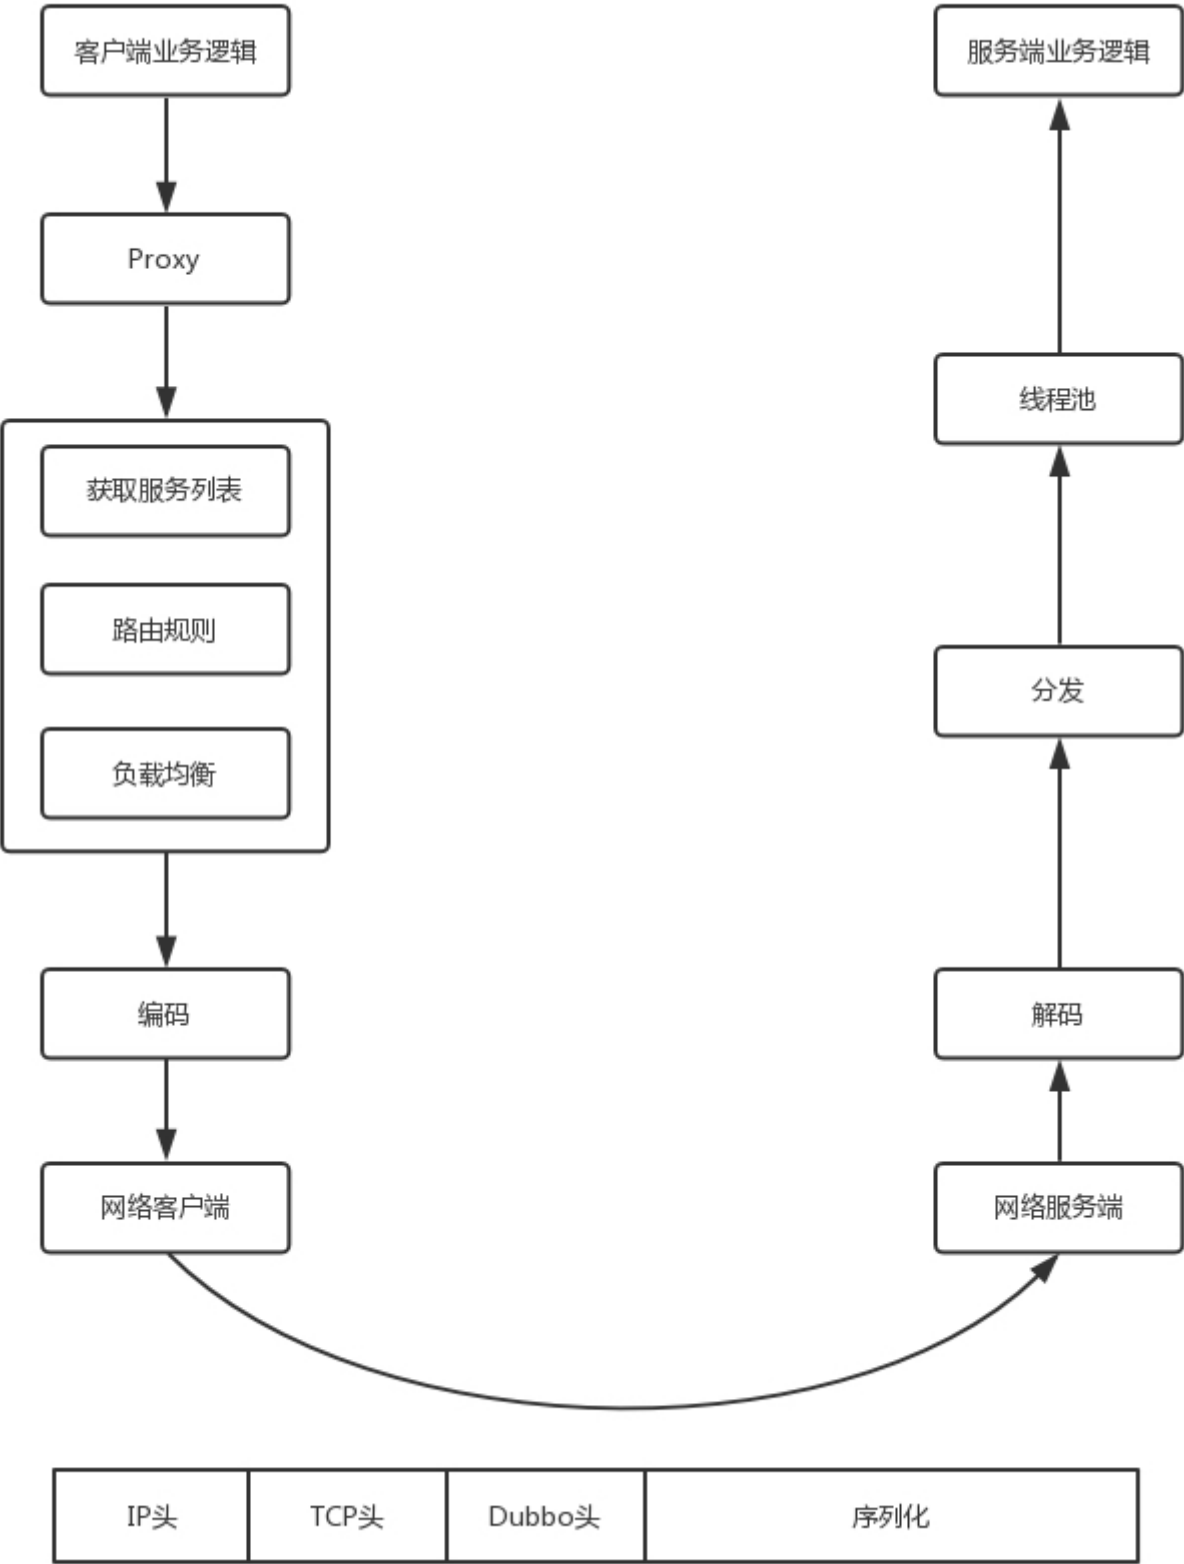 客户端业务逻辑
服务端业务逻辑
Proxy
线程池
获取服务列表
路由规则
分发
负载均衡
编码
解码
网络客户端
网络服务端
IP头
TCP头
Dubbo头
序列化